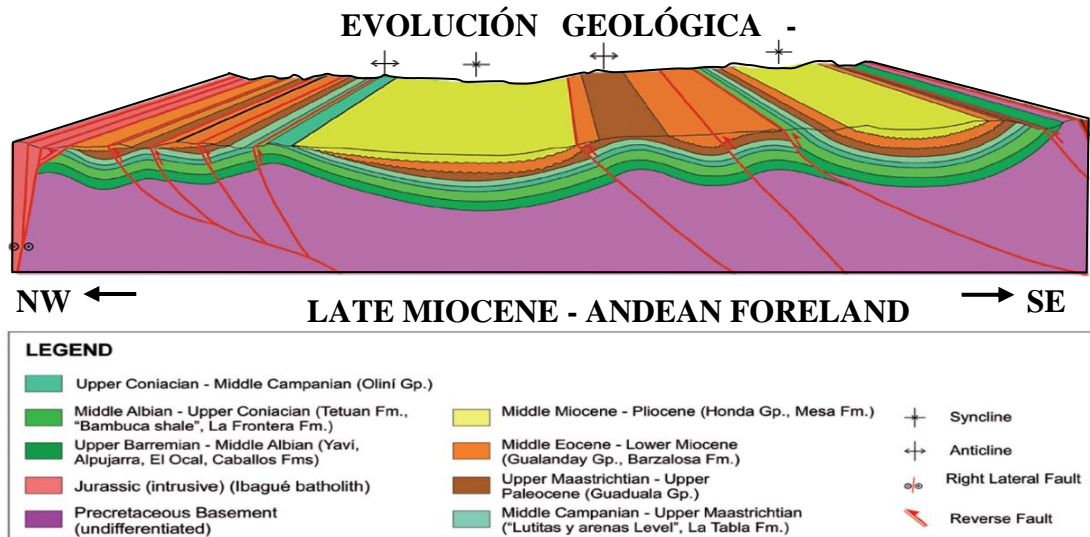 EVOLUCIÓN GEOLÓGICA -
NW
SE
LATE MIOCENE - ANDEAN FORELAND
LEGEND
Upper Coniacian - Middle Campanian (Oliní Gp.)
Middle Albian - Upper Coniacian (Tetuan Fm.,
"Bambuca shale", La Frontera Fm.)
Upper Barremian - Middle Albian (Yaví,
Alpujarra, El Ocal, Caballos Fms)
Jurassic (intrusive) (Ibagué batholith)
Precretaceous Basement
(undifferentiated)
Middle Miocene - Pliocene (Honda Gp., Mesa Fm.)
Middle Eocene - Lower Miocene
(Gualanday Gp., Barzalosa Fm.)
Upper Maastrichtian - Upper
Paleocene (Guaduala Gp.)
Middle Campanian - Upper Maastrichtian
("Lutitas y arenas Level", La Tabla Fm.)
Syncline
Anticline
Right Lateral Fault
Reverse Fault